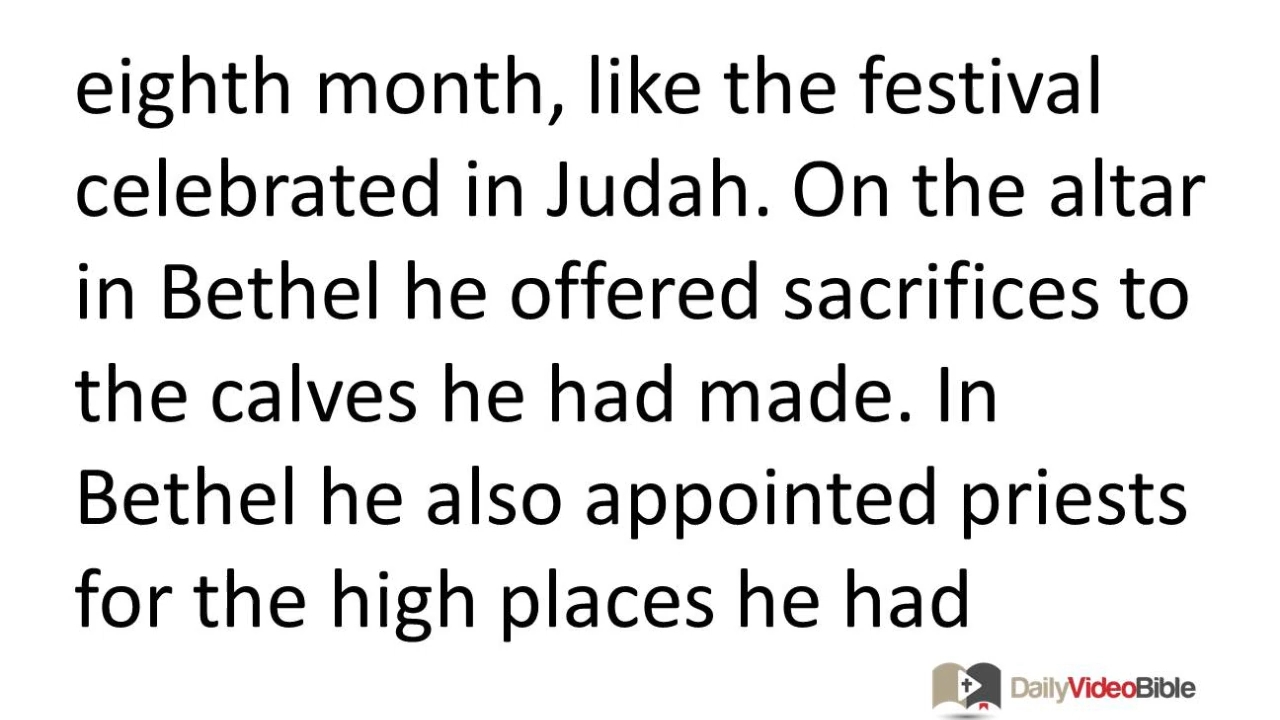 eighth month, like the festival
celebrated in Judah. On the altar
in Bethel he offered sacrifices to
the calves he had made. In
Bethel he also appointed priests
for the high places he had
DailyVideoBible